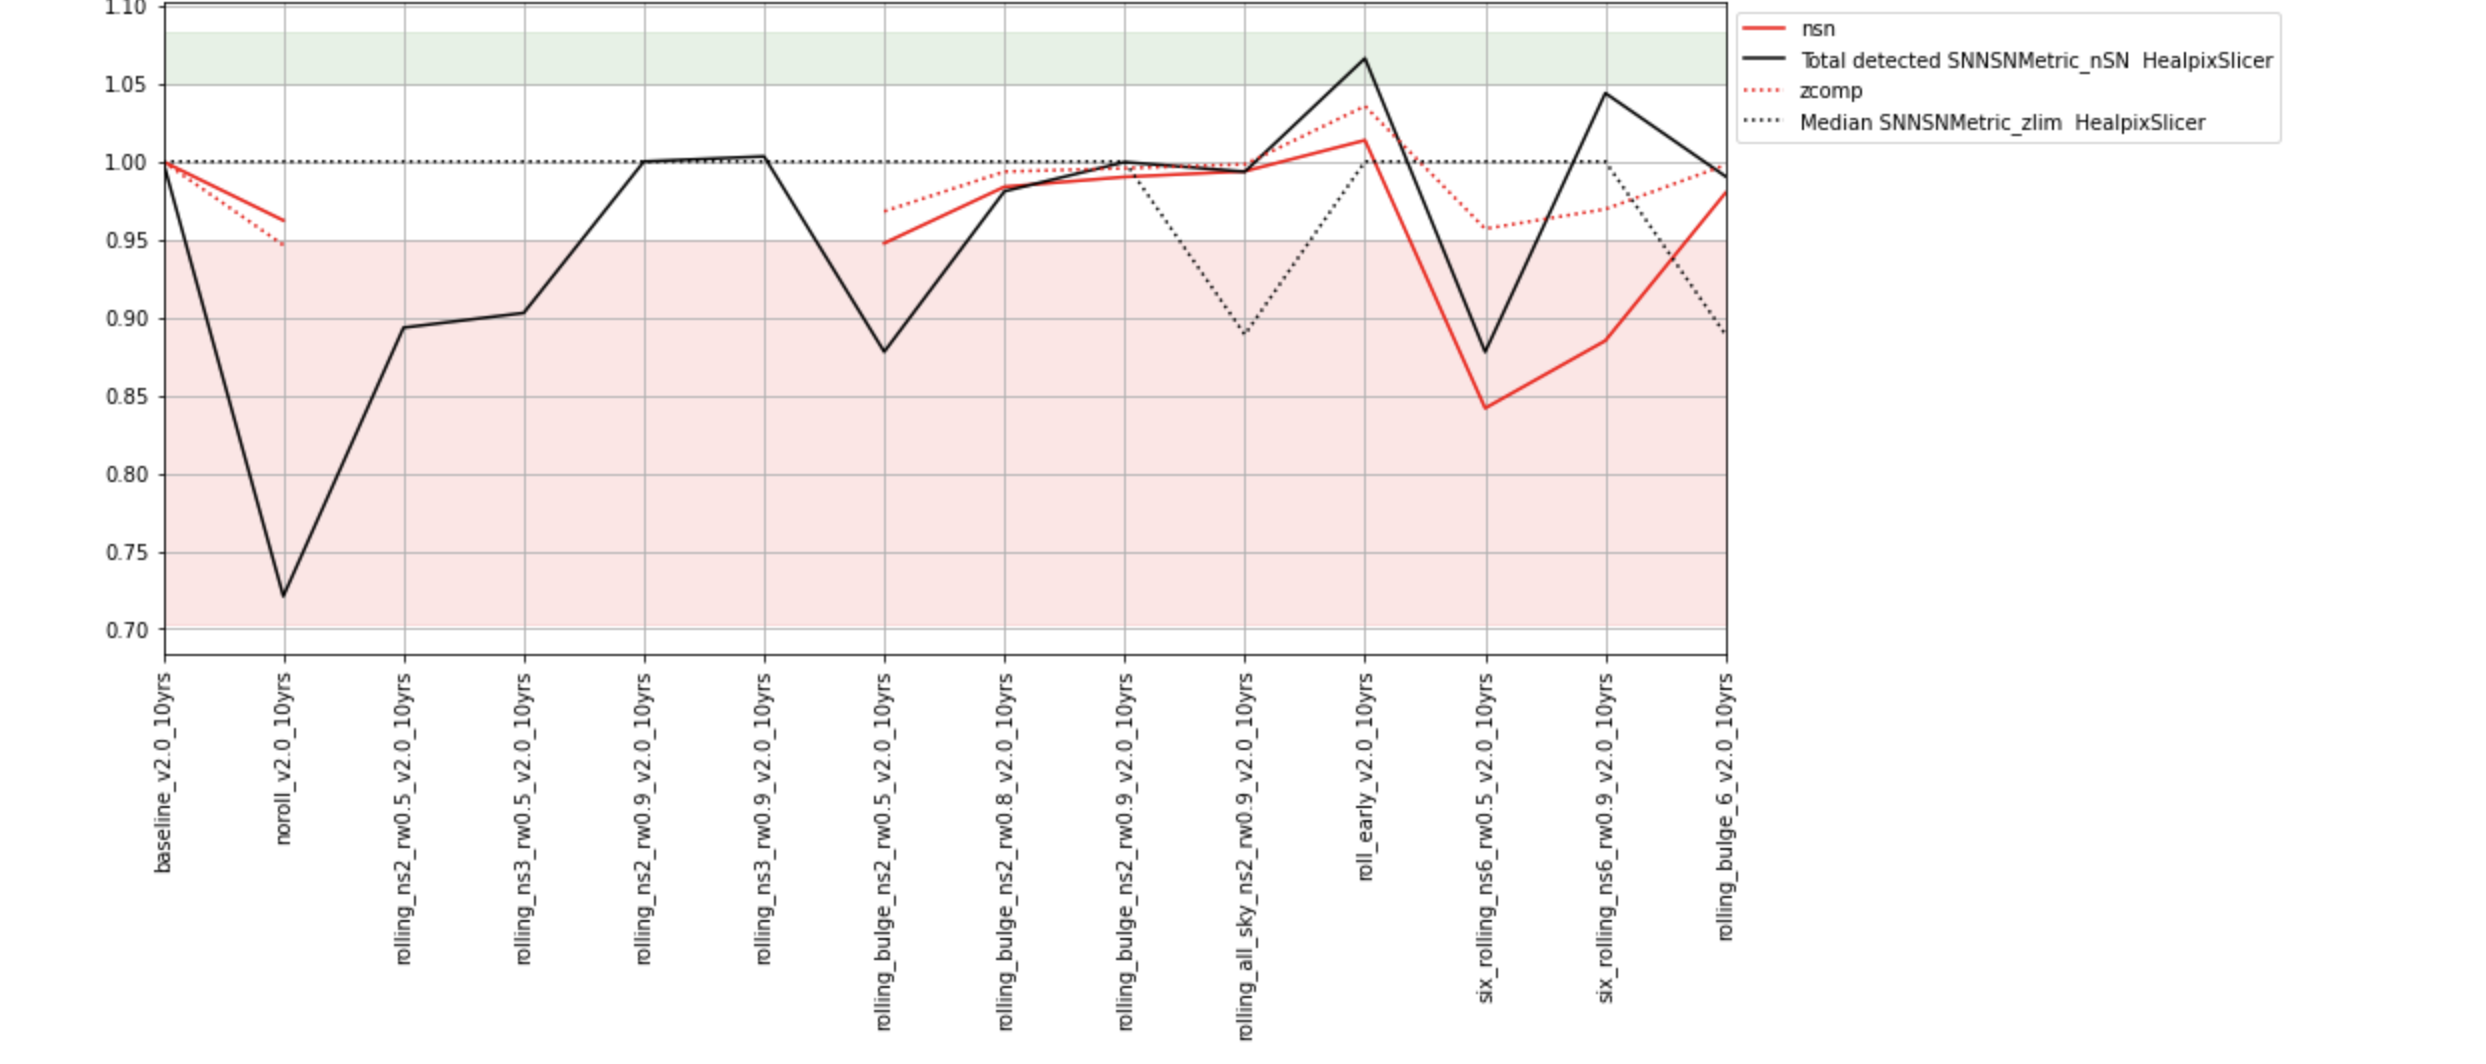 1.10
1.05
1.00
0.95
0.90
0.85
0.80
0.75
0.70
baseline_v2.0_10yrs
noroll_v2.0_10yrs
rolling_ns2_rw0.5_v2.0_10yrs
rolling_ns3_rw0.5_v2.0_10yrs
rolling_ns2_rw0.9_v2.0_10yrs
rolling_ns3_rw0.9_v2.0_10yrs
rolling_bulge_ns2_rw0.5_v2.0_10yrs
rolling_bulge_ns2_rw0.8_v2.0_10yrs
rolling_bulge_ns2_rw0.9_v2.0_10yrs
rolling_all_sky_ns2_rw0.9_v2.0_10yrs
roll_early_v2.0_10yrs
six_rolling_ns6_rw0.5_v2.0_10yrs
six_rolling_ns6_rw0.9_v2.0_10yrs
rolling_bulge_6_v2.0_10yrs
nsn
Total detected SNNSNMetric_nSN HealpixSlicer
zcomp
Median SNNSNMetric_zlim HealpixSlicer